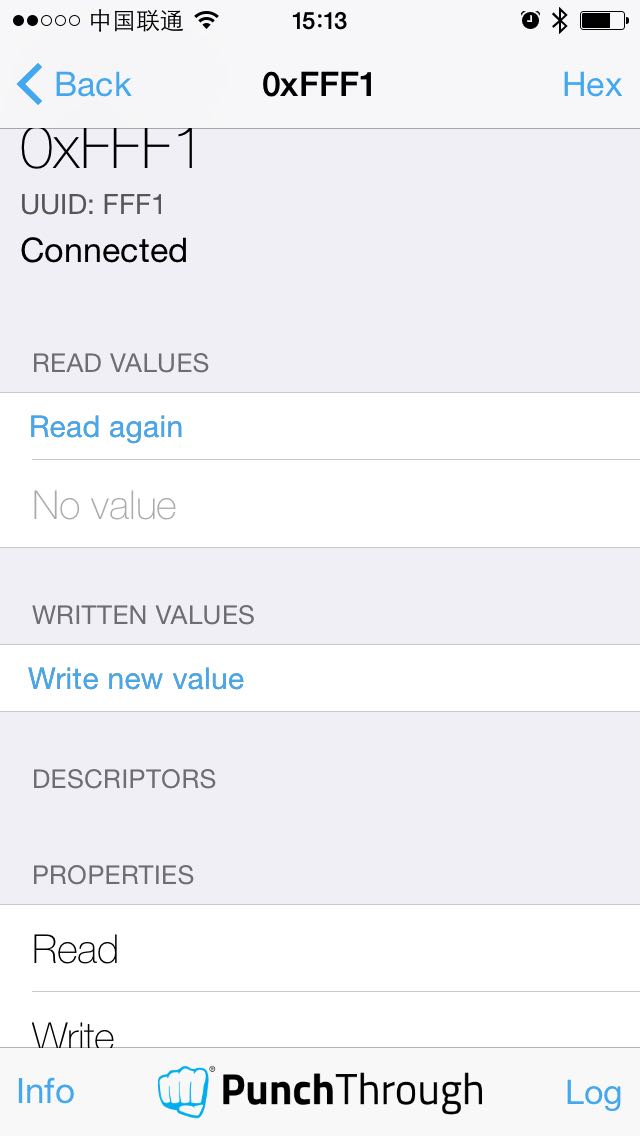 中国联通 15:13
Back 0xFFF1 Hex
0xFFF1
UUID: FFF1
Connected
READ VALUES
Read again
No value
WRITTEN VALUES
Write new value
DESCRIPTORS
PROPERTIES
Read
Write
Info PunchThrough® Log